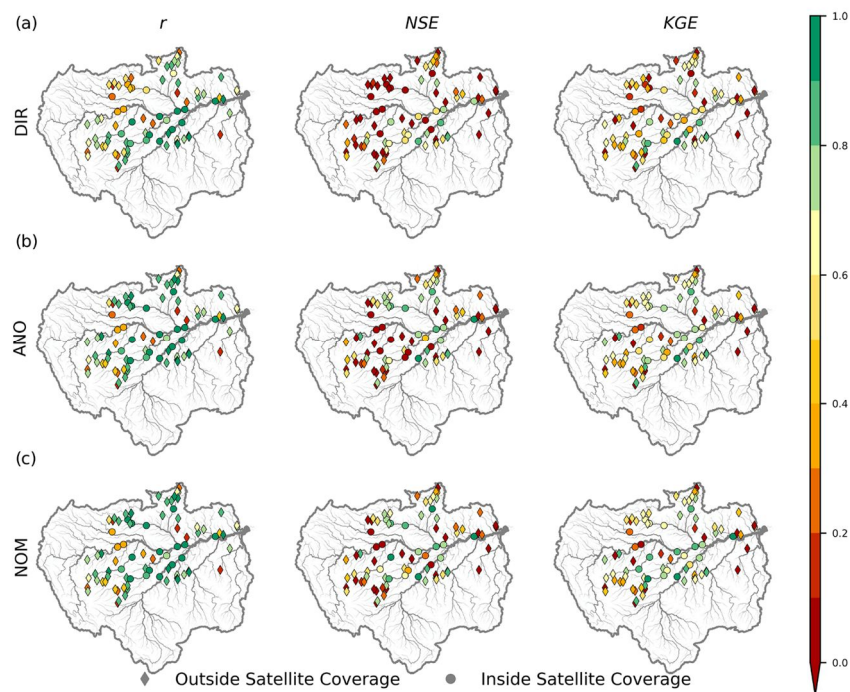 (a)
r
NSE
KGE
1.0
DIR
0.8
0.6
(b)
ANO
0.4
(c)
NOM
0.2
0.0
Outside Satellite Coverage
Inside Satellite Coverage